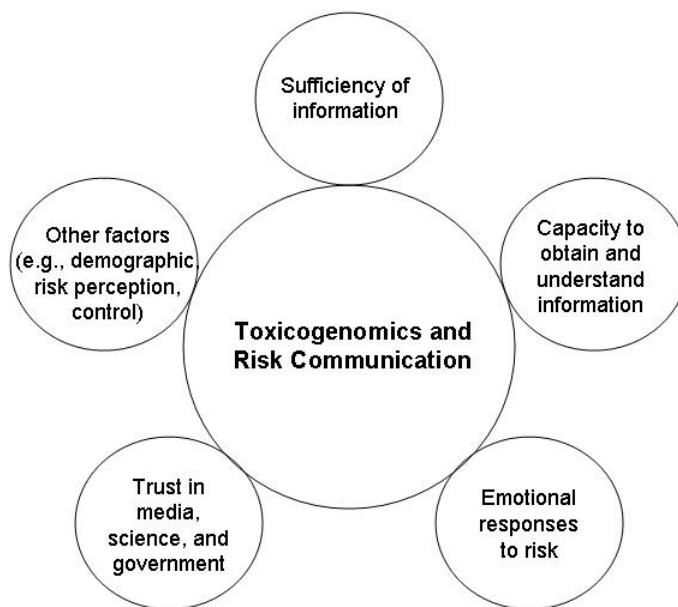 Sufficiency of
information
Capacity to
obtain and
understand
information
Emotional
responses
to risk
Trust in
media,
science, and
government
Other factors
(e.g., demographic,
risk perception,
control)
Toxicogenomics and
Risk Communication